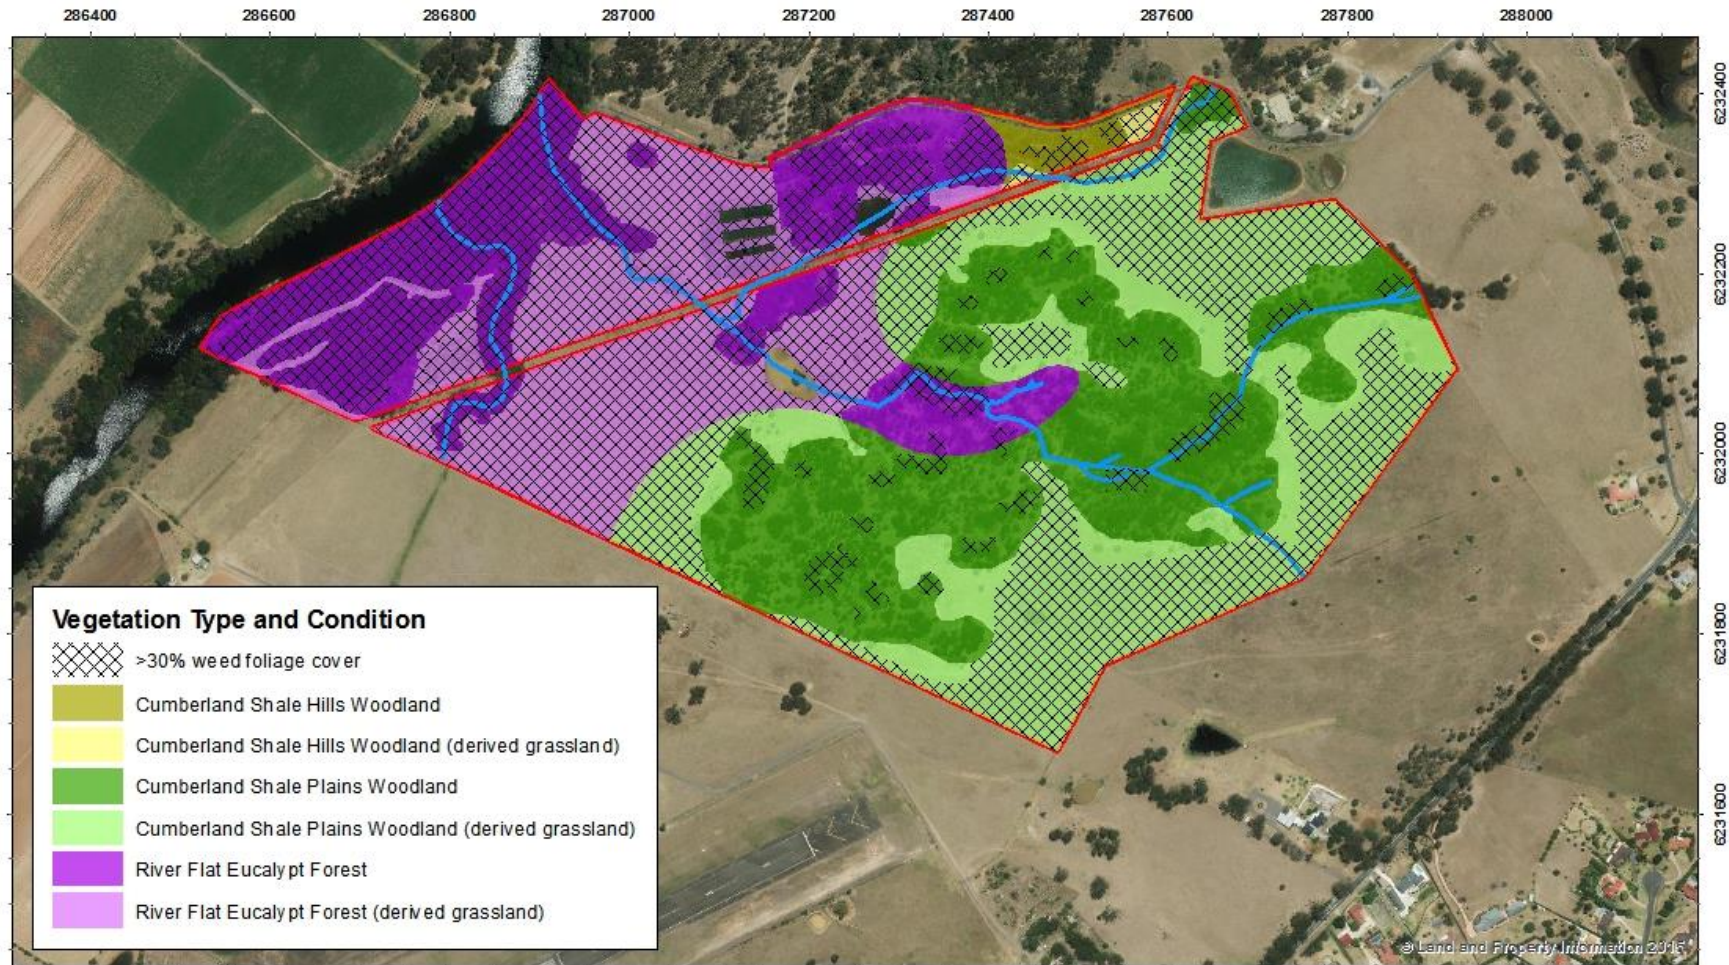 286400 286600 286800 287000 287200 287400 287600 287800 288000
6232400
6232200
6232000
6231800
6231600
Vegetation Type and Condition
>30% weed foliage cover
Cumberland Shale Hills Woodland
Cumberland Shale Hills Woodland (derived grassland)
Cumberland Shale Plains Woodland
Cumberland Shale Plains Woodland (derived grassland)
River Flat Eucalypt Forest
River Flat Eucalypt Forest (derived grassland)
© Land and Property Information 2015